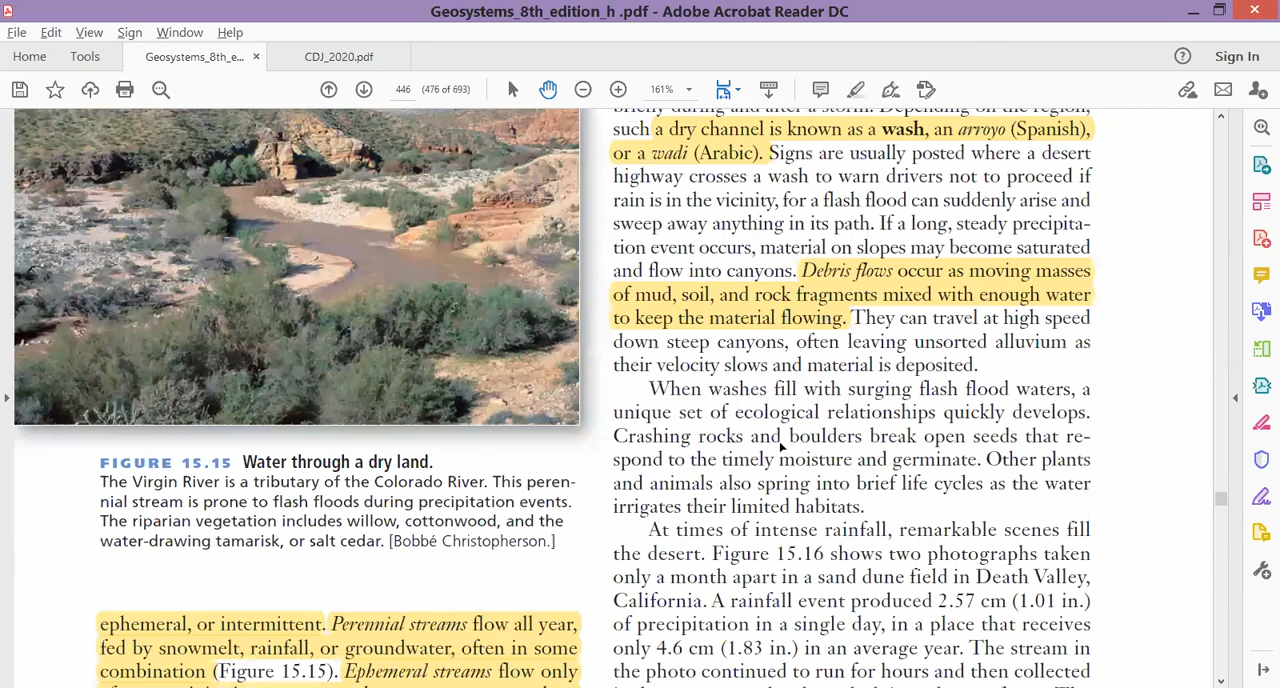 Geosystems_8th_edition_h .pdf - Adobe Acrobat Reader DC
File Edit View Sign Window Help
Home Tools Geosystems_8th_e... × CDJ_2020.pdf Sign In
446 (476 of 693) 161%
such a dry channel is known as a wash, an arroyo (Spanish),
or a wadi (Arabic). Signs are usually posted where a desert
highway crosses a wash to warn drivers not to proceed if
rain is in the vicinity, for a flash flood can suddenly arise and
sweep away anything in its path. If a long, steady precipita-
tion event occurs, material on slopes may become saturated
and flow into canyons. Debris flows occur as moving masses
of mud, soil, and rock fragments mixed with enough water
to keep the material flowing. They can travel at high speed
down steep canyons, often leaving unsorted alluvium as
their velocity slows and material is deposited.
When washes fill with surging flash flood waters, a
unique set of ecological relationships quickly develops.
Crashing rocks and boulders break open seeds that re-
spond to the timely moisture and germinate. Other plants
and animals also spring into brief life cycles as the water
irrigates their limited habitats.
At times of intense rainfall, remarkable scenes fill
the desert. Figure 15.16 shows two photographs taken
only a month apart in a sand dune field in Death Valley,
California. A rainfall event produced 2.57 cm (1.01 in.)
of precipitation in a single day, in a place that receives
only 4.6 cm (1.83 in.) in an average year. The stream in
the photo continued to run for hours and then collected
FIGURE 15.15 Water through a dry land.
The Virgin River is a tributary of the Colorado River. This peren-
nial stream is prone to flash floods during precipitation events.
The riparian vegetation includes willow, cottonwood, and the
water-drawing tamarisk, or salt cedar. [Bobbé Christopherson.]
ephemeral, or intermittent. Perennial streams flow all year,
fed by snowmelt, rainfall, or groundwater, often in some
combination (Figure 15.15). Ephemeral streams flow only